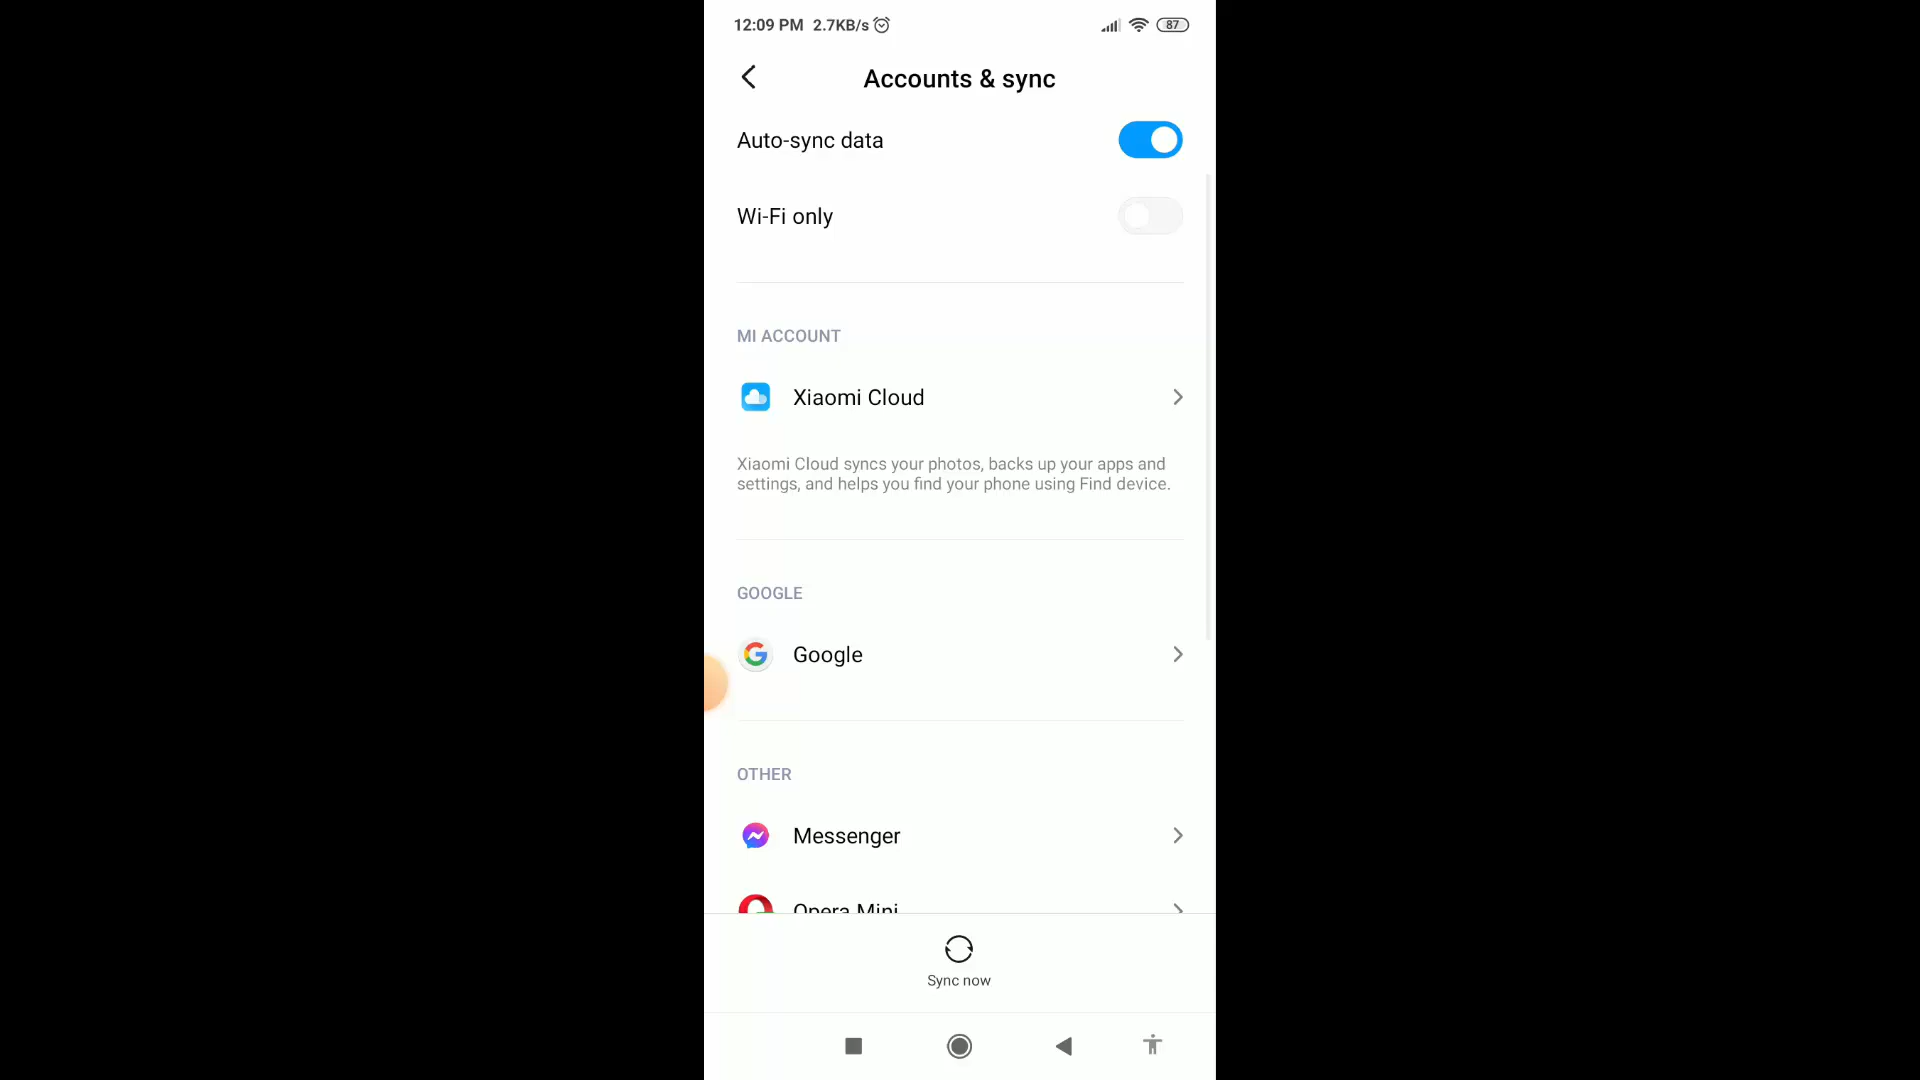 12:09 PM 2.7KB/s 87
Accounts & sync
Auto-sync data
Wi-Fi only
MI ACCOUNT
Xiaomi Cloud
Xiaomi Cloud syncs your photos, backs up your apps and
settings, and helps you find your phone using Find device.
GOOGLE
Google
OTHER
Messenger
Opera Mini
Sync now